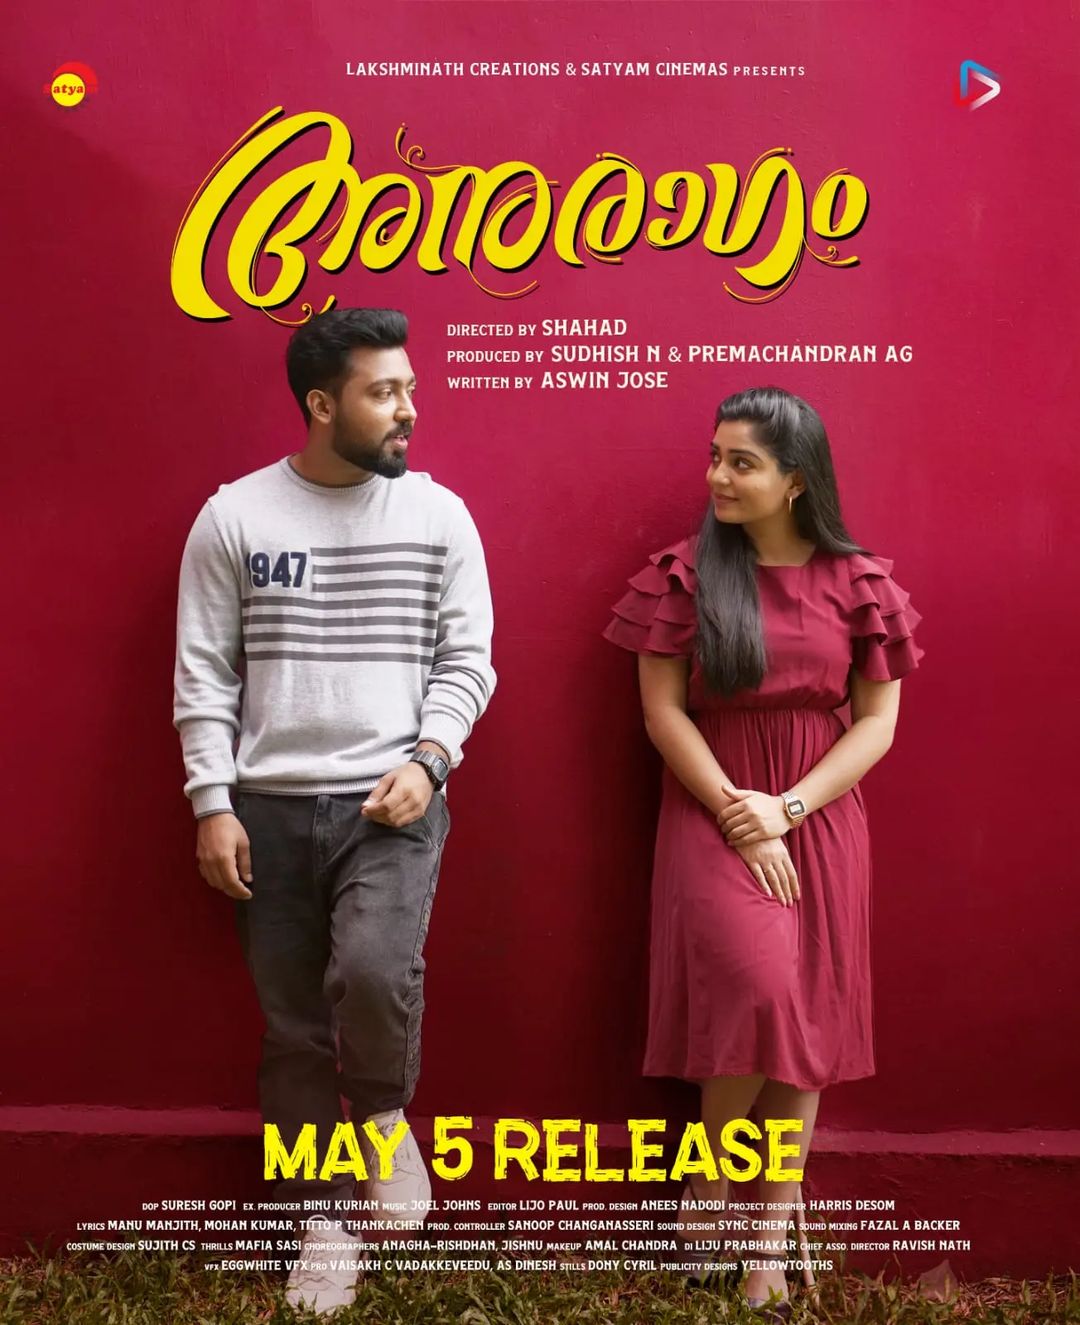 LAKSHMINATH CREATIONS & SATYAM CINEMAS PRESENTS
Satyam
അനുരാഗം
DIRECTED BY SHAHAD
PRODUCED BY SUDHISH N & PREMACHANDRAN AG
WRITTEN BY ASWIN JOSE
1947
MAY 5 RELEASE
DOP SURESH GOPI EX. PRODUCER BINU KURIAN MUSIC JOEL JOHNS EDITOR LIJO PAUL PROD. DESIGN ANEES NADODI PROJECT DESIGNER HARRIS DESOM
LYRICS MANU MANJITH, MOHAN KUMAR, TITTO P THANKACHEN PROD. CONTROLLER SANOOP CHANGANASSERI SOUND DESIGN SYNC CINEMA SOUND MIXING FAZAL A BACKER
COSTUME DESIGN SUJITH CS THRILLS MAFIA SASI CHOREOGRAPHERS ANAGHA-RISHDHAN, JISHNU MAKEUP AMAL CHANDRA DI LIJU PRABHAKAR CHIEF ASSO. DIRECTOR RAVISH NATH
VFX EGGWHITE VFX PRO VAISAKH C VADAKKEVEEDU, AS DINESH STILLS DONY CYRIL PUBLICITY DESIGNS YELLOWTOOTHS